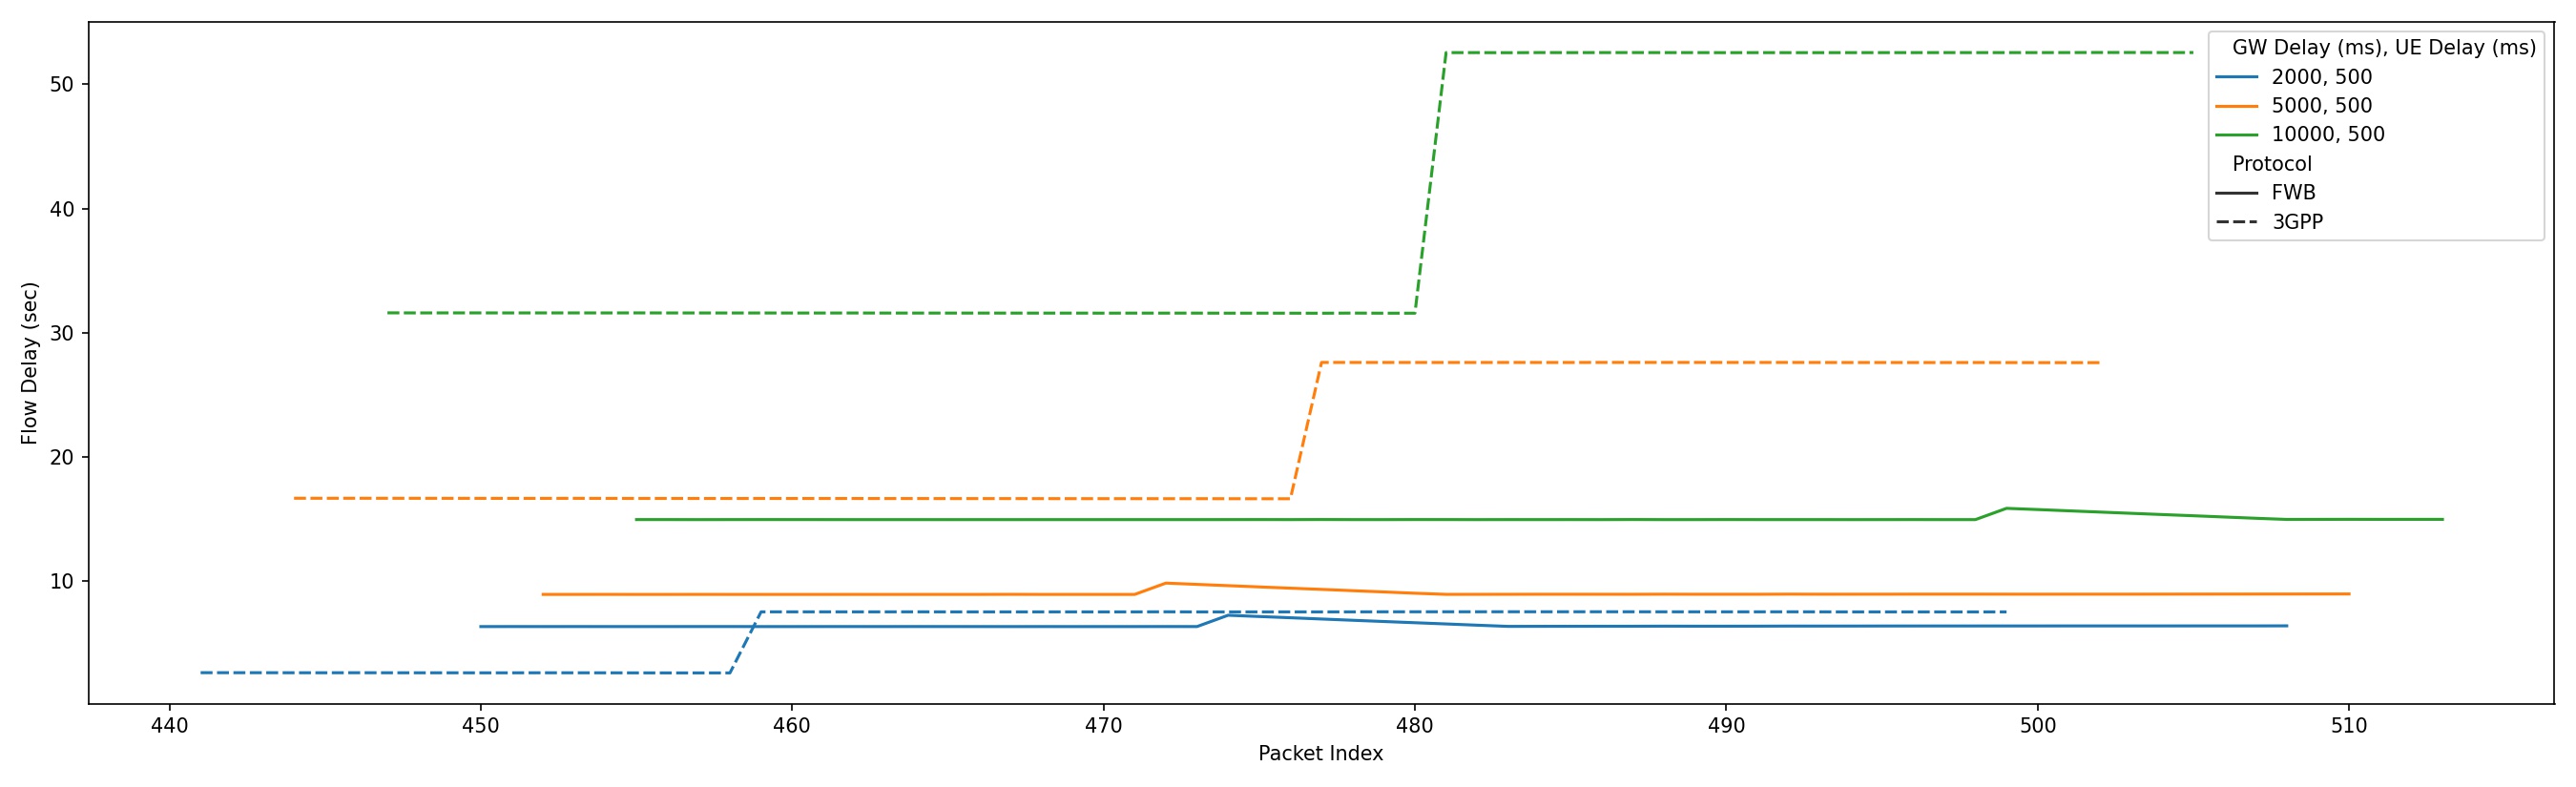 GW Delay (ms), UE Delay (ms)
2000, 500
5000, 500
10000, 500
Protocol
FWB
3GPP
Flow Delay (sec)
50
40
30
20
10
440 450 460 470 480 490 500 510
Packet Index